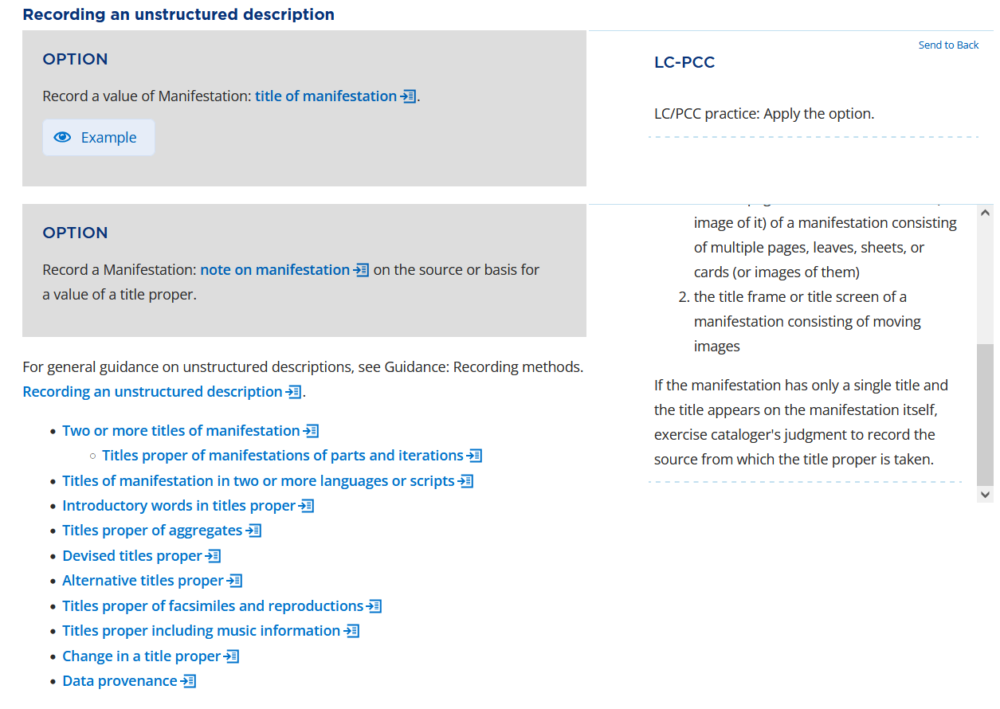 Recording an unstructured description
OPTION
Record a value of Manifestation: title of manifestation.
Example
Send to Back
LC-PCC
LC/PCC practice: Apply the option.
OPTION
Record a Manifestation: note on manifestation on the source or basis for
a value of a title proper.
image of it) of a manifestation consisting
of multiple pages, leaves, sheets, or
cards (or images of them)
2. the title frame or title screen of a
manifestation consisting of moving
images
If the manifestation has only a single title and
the title appears on the manifestation itself,
exercise cataloger's judgment to record the
source from which the title proper is taken.
For general guidance on unstructured descriptions, see Guidance: Recording methods.
Recording an unstructured description.
• Two or more titles of manifestation
○ Titles proper of manifestations of parts and iterations
• Titles of manifestation in two or more languages or scripts
• Introductory words in titles proper
• Titles proper of aggregates
• Devised titles proper
• Alternative titles proper
• Titles proper of facsimiles and reproductions
• Titles proper including music information
• Change in a title proper
• Data provenance